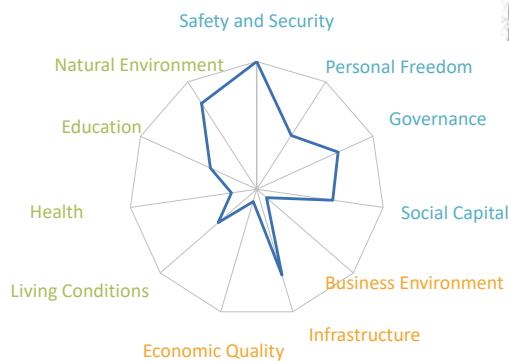 Safety and Security
Natural Environment
Personal Freedom
Education
Governance
Health
Social Capital
Living Conditions
Business Environment
Infrastructure
Economic Quality